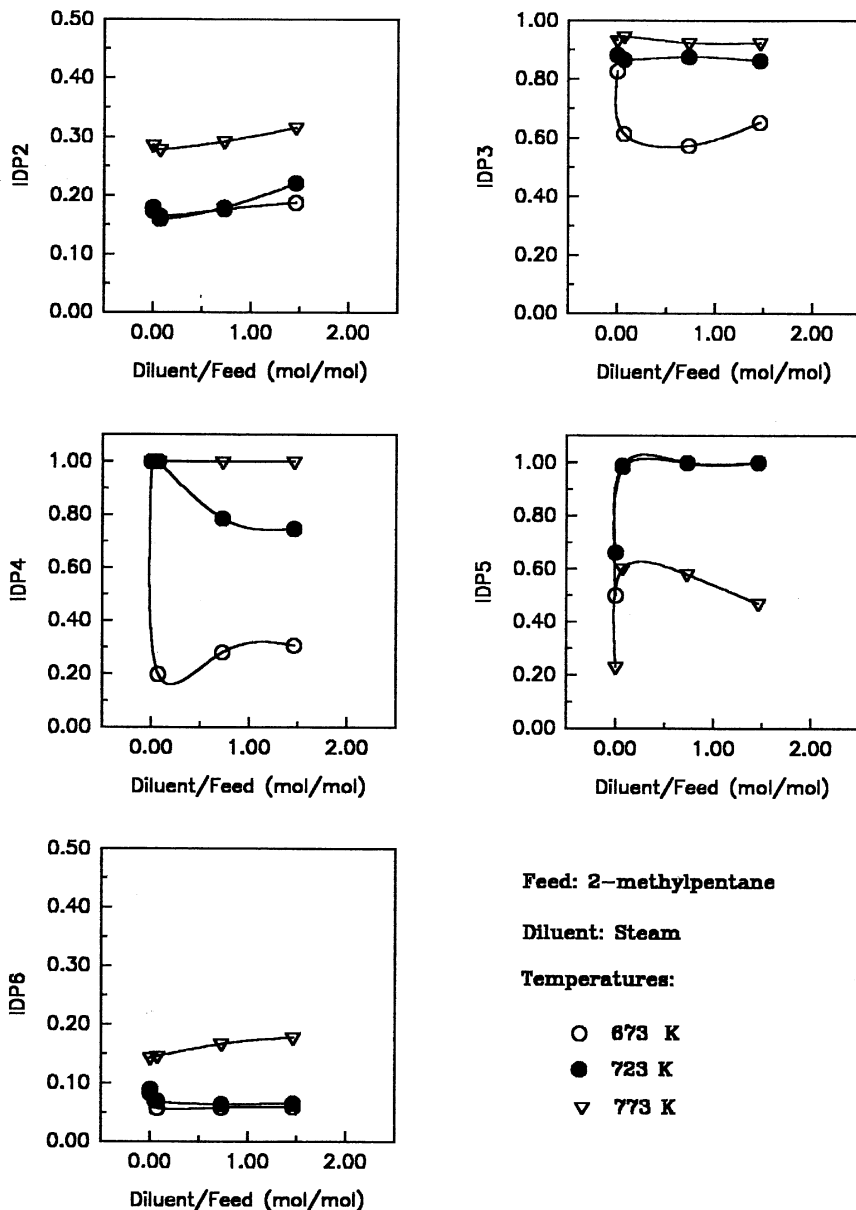 0.50
0.40
0.30
0.20
0.10
0.00
IDP2
0.00 1.00 2.00
Diluent/Feed (mol/mol)
1.00
0.80
0.60
0.40
0.20
0.00
IDP3
0.00 1.00 2.00
Diluent/Feed (mol/mol)
1.00
0.80
0.60
0.40
0.20
0.00
IDP4
0.00 1.00 2.00
Diluent/Feed (mol/mol)
1.00
0.80
0.60
0.40
0.20
0.00
IDP5
0.00 1.00 2.00
Diluent/Feed (mol/mol)
0.50
0.40
0.30
0.20
0.10
0.00
IDP6
0.00 1.00 2.00
Diluent/Feed (mol/mol)
Feed: 2-methylpentane
Diluent: Steam
Temperatures:
673 K
723 K
773 K